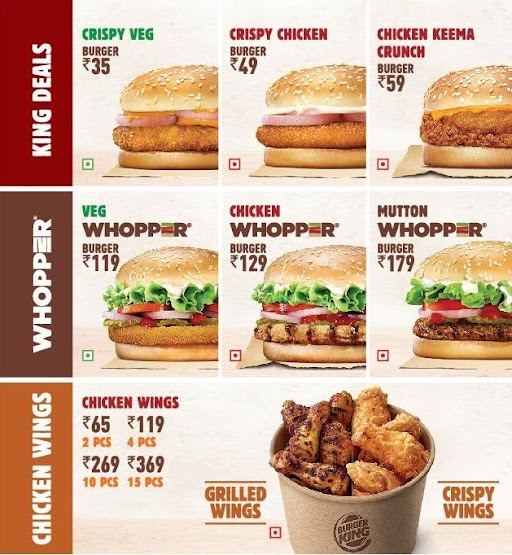 KING DEALS
CRISPY VEG
BURGER
₹35
CRISPY CHICKEN
BURGER
₹49
CHICKEN KEEMA
CRUNCH
BURGER
₹59
WHOPPER®
VEG
WHOPPER®
BURGER
₹119
CHICKEN
WHOPPER®
BURGER
₹129
MUTTON
WHOPPER®
BURGER
₹179
CHICKEN WINGS
CHICKEN WINGS
₹65 ₹119
2 PCS 4 PCS
₹269 ₹369
10 PCS 15 PCS
GRILLED
WINGS
BURGER
KING
CRISPY
WINGS